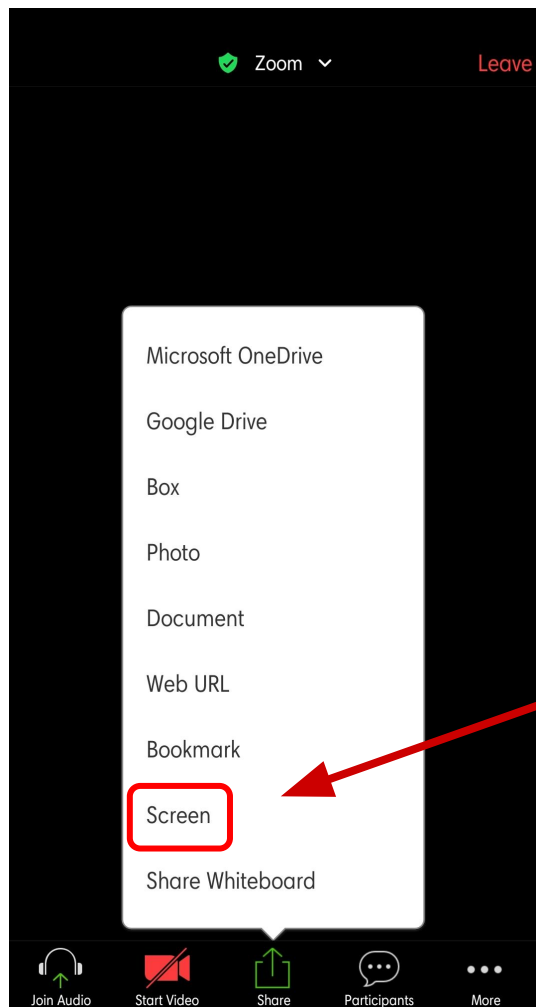 Zoom
Leave
Microsoft OneDrive
Google Drive
Box
Photo
Document
Web URL
Bookmark
Screen
Share Whiteboard
Join Audio
Start Video
Share
Participants
More